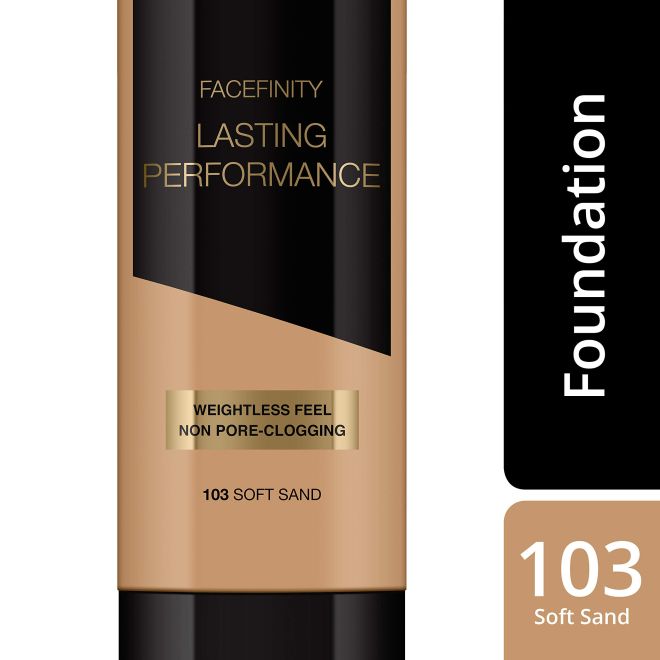 FACEFINITY
LASTING
PERFORMANCE
WEIGHTLESS FEEL
NON PORE-CLOGGING
103 SOFT SAND
Foundation
103
Soft Sand